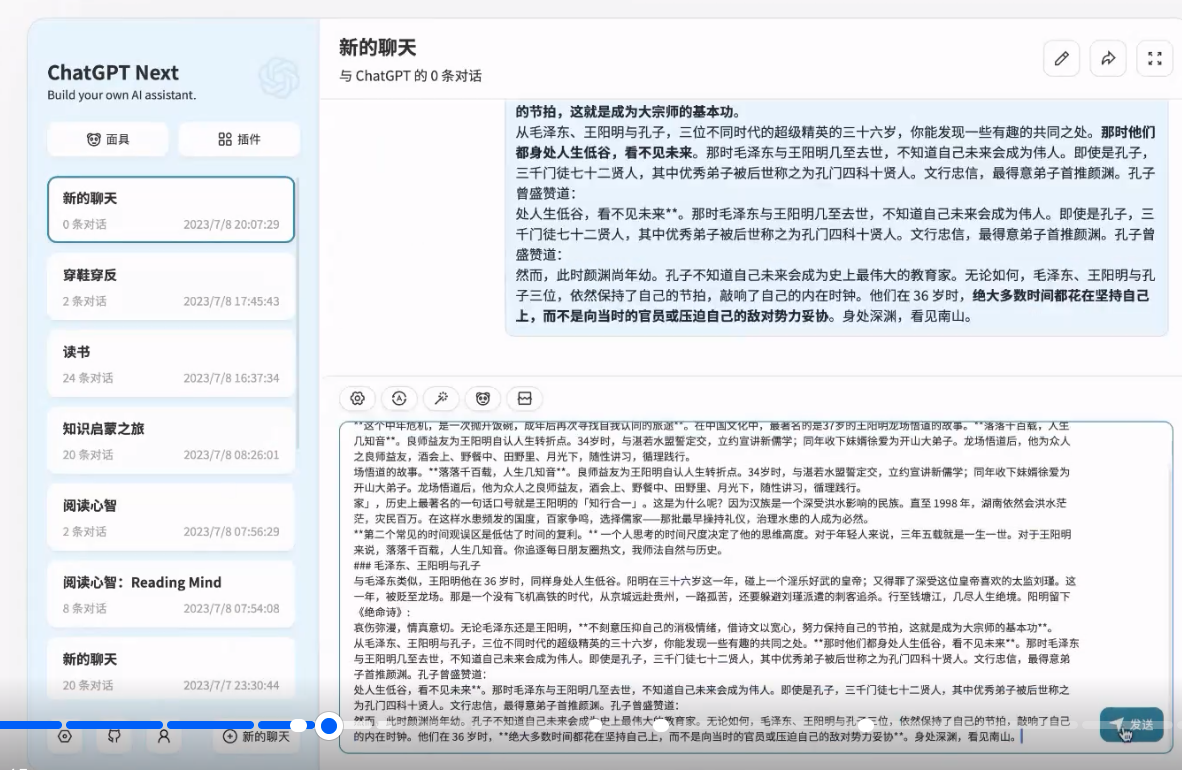 ChatGPT Next
Build your own AI assistant.
面具
插件
新的聊天
0 条对话
2023/7/8 20:07:29
穿鞋穿反
2 条对话
2023/7/8 17:45:43
读书
24 条对话
2023/7/8 16:37:34
知识启蒙之旅
20 条对话
2023/7/8 08:26:01
阅读心智
2 条对话
2023/7/8 07:56:29
阅读心智：Reading Mind
8 条对话
2023/7/8 07:54:08
新的聊天
20 条对话
2023/7/7 23:30:44
新的聊天
新的聊天
与 ChatGPT 的 0 条对话
的节拍，这就是成为大宗师的基本功。
从毛泽东、王阳明与孔子，三位不同时代的超级精英的三十六岁，你能发现一些有趣的共同之处。那时他们
都身处人生低谷，看不见未来。那时毛泽东与王阳明几至去世，不知道自己未来会成为伟人。即使是孔子，
三千门徒七十二贤人，其中优秀弟子被后世称之为孔门四科十贤人。文行忠信，最得意弟子首推颜渊。孔子
曾盛赞道：
处人生低谷，看不见未来**。那时毛泽东与王阳明几至去世，不知道自己未来会成为伟人。即使是孔子，三
千门徒七十二贤人，其中优秀弟子被后世称之为孔门四科十贤人。文行忠信，最得意弟子首推颜渊。孔子曾
盛赞道：
然而，此时颜渊尚年幼。孔子不知道自己未来会成为史上最伟大的教育家。无论如何，毛泽东、王阳明与孔
子三位，依然保持了自己的节拍，敲响了自己的内在时钟。他们在 36 岁时，绝大多数时间都花在坚持自己
上，而不是向当时的官员或压迫自己的敌对势力妥协。身处深渊，看见南山。
**这个中年危机，是一次抛开饭碗，成年后再次寻找自我认同的旅途**。在中国文化中，最著名的是37岁的王阳明龙场悟道的故事。**落落千百载，人生
几知音**。良师益友为王阳明自认人生转折点。34岁时，与湛若水盟誓定交，立约宣讲新儒学；同年收下妹婿徐爱为开山大弟子。龙场悟道后，他为众人
之良师益友，酒会上、野餐中、田野里、月光下，随性讲习，循理践行。
场悟道的故事。**落落千百载，人生几知音**。良师益友为王阳明自认人生转折点。34岁时，与湛若水盟誓定交，立约宣讲新儒学；同年收下妹婿徐爱为
开山大弟子。龙场悟道后，他为众人之良师益友，酒会上、野餐中、田野里、月光下，随性讲习，循理践行。
家」，历史上最著名的一句话口号就是王阳明的「知行合一」。这是为什么呢？因为汉族是一个深受洪水影响的民族。直至 1998 年，湖南依然会洪水茫
茫，灾民百万。在这样水患频发的国度，百家争鸣，选择儒家——那批最早操持礼仪，治理水患的人成为必然。
**第二个常见的时间观误区是低估了时间的复利。** 一个人思考的时间尺度决定了他的思维高度。对于年轻人来说，三年五载就是一生一世。对于王阳明
来说，落落千百载，人生几知音。你追逐每日朋友圈热文，我师法自然与历史。
### 毛泽东、王阳明与孔子
与毛泽东类似，王阳明他在 36 岁时，同样身处人生低谷。阳明在三十六岁这一年，碰上一个淫乐好武的皇帝；又得罪了深受这位皇帝喜欢的太监刘瑾。这
一年，被贬至龙场。那是一个没有飞机高铁的时代，从京城远赴贵州，一路孤苦，还要躲避刘瑾派遣的刺客追杀。行至钱塘江，几尽人生绝境。阳明留下
《绝命诗》：
哀伤弥漫，情真意切。无论毛泽东还是王阳明，**不刻意压抑自己的消极情绪，借诗文以宽心，努力保持自己的节拍，这就是成为大宗师的基本功**。
从毛泽东、王阳明与孔子，三位不同时代的超级精英的三十六岁，你能发现一些有趣的共同之处。**那时他们都身处人生低谷，看不见未来**。那时毛泽东
与王阳明几至去世，不知道自己未来会成为伟人。即使是孔子，三千门徒七十二贤人，其中优秀弟子被后世称之为孔门四科十贤人。文行忠信，最得意弟
子首推颜渊。孔子曾盛赞道：
处人生低谷，看不见未来**。那时毛泽东与王阳明几至去世，不知道自己未来会成为伟人。即使是孔子，三千门徒七十二贤人，其中优秀弟子被后世称之
为孔门四科十贤人。文行忠信，最得意弟子首推颜渊。孔子曾盛赞道：
然而，此时颜渊尚年幼。孔子不知道自己未来会成为史上最伟大的教育家。无论如何，毛泽东、王阳明与孔子三位，依然保持了自己的节拍，敲响了自己
的内在时钟。他们在 36 岁时，**绝大多数时间都花在坚持自己上，而不是向当时的官员或压迫自己的敌对势力妥协**。身处深渊，看见南山。
发送